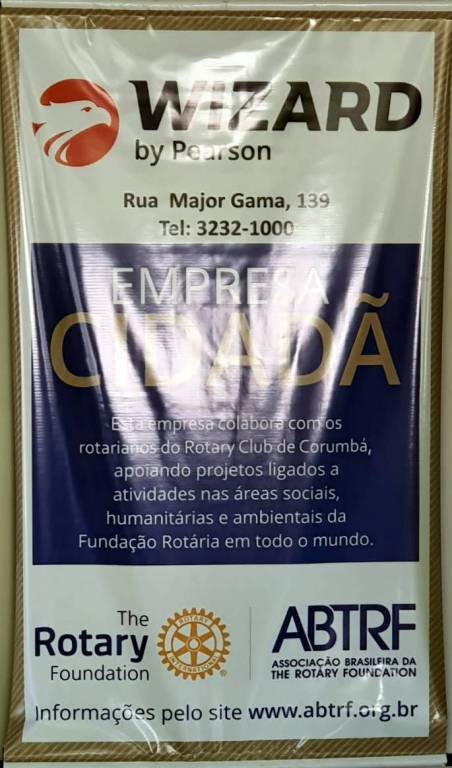 WIZARD
by Pearson
Rua Major Gama, 139
Tel: 3232-1000
EMPRESA
CIDADÃ
Esta empresa colabora com os
rotarianos do Rotary Club de Corumbá,
apoiando projetos ligados a
atividades nas áreas sociais,
humanitárias e ambientais da
Fundação Rotária em todo o mundo.
The
Rotary
Foundation
ROTARY
INTERNATIONAL
ABTRF
ASSOCIAÇÃO BRASILEIRA DA
THE ROTARY FOUNDATION
Informações pelo site www.abtrf.org.br